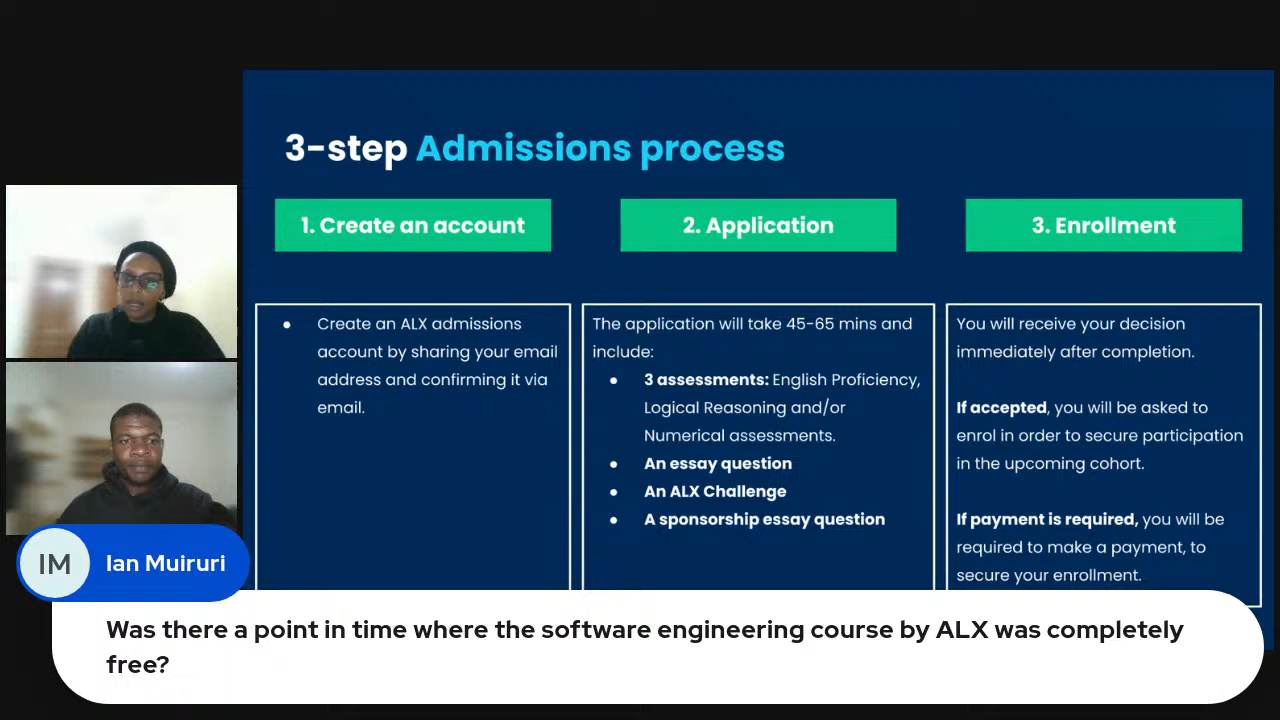 3-step Admissions process
1. Create an account
2. Application
3. Enrollment
● Create an ALX admissions
account by sharing your email
address and confirming it via
email.
The application will take 45-65 mins and
include:
● 3 assessments: English Proficiency,
Logical Reasoning and/or
Numerical assessments.
● An essay question
● An ALX Challenge
● A sponsorship essay question
You will receive your decision
immediately after completion.
If accepted, you will be asked to
enrol in order to secure participation
in the upcoming cohort.
If payment is required, you will be
required to make a payment, to
secure your enrollment.
IM
Ian Muiruri
Was there a point in time where the software engineering course by ALX was completely
free?